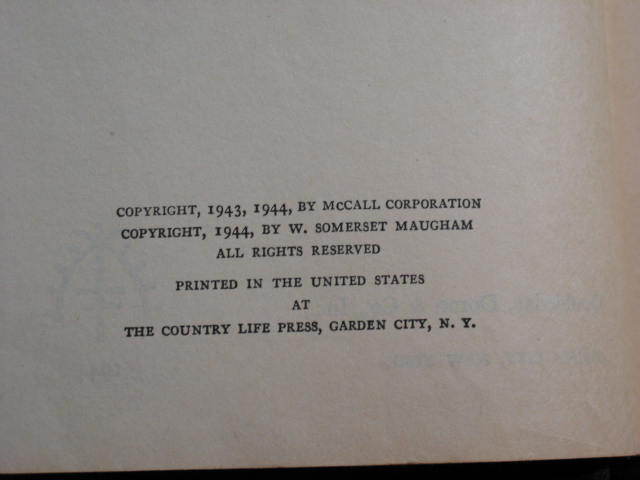 COPYRIGHT, 1943, 1944, BY McCALL CORPORATION
COPYRIGHT, 1944, BY W. SOMERSET MAUGHAM
ALL RIGHTS RESERVED
PRINTED IN THE UNITED STATES
AT
THE COUNTRY LIFE PRESS, GARDEN CITY, N. Y.